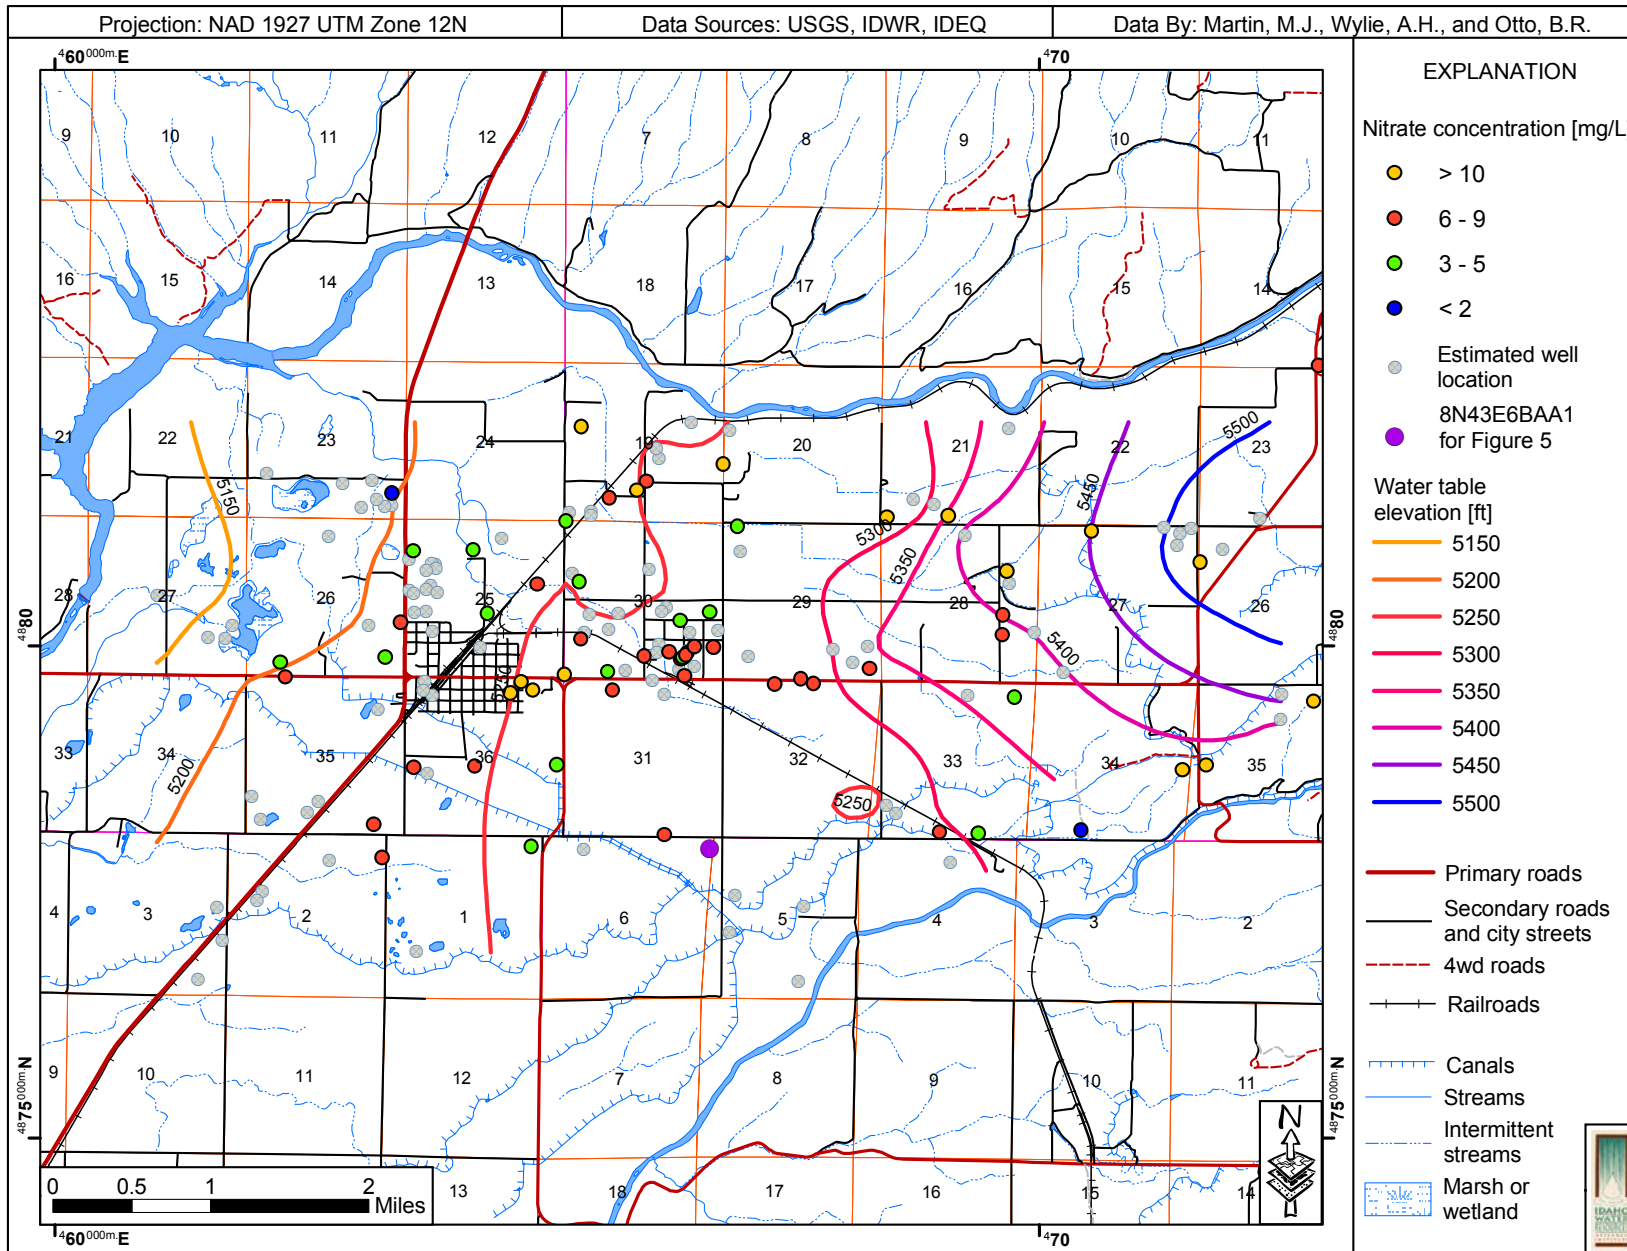 Projection: NAD 1927 UTM Zone 12N
Data Sources: USGS, IDWR, IDEQ
Data By: Martin, M.J., Wylie, A.H., and Otto, B.R.
460000m.E
470
9 10 11 12 7 8 9 10 11
16 15 14 13 18 17 16 15 14
21 22 23 24 19 20 21 22 23
5500
5150
5450
5300
5350
28 27 26 25 30 29 28 27 26
4880
4880
5400
5250
33 34 35 36 31 32 33 34 35
5200
5250
4 3 2 1 6 5 4 3 2
9 10 11 12 7 8 9 10 11
4875000m.N
4875000m.N
13 18 17 16 15 14
N
0 0.5 1 2 Miles
460000m.E
470
EXPLANATION
Nitrate concentration [mg/L
> 10
6 - 9
3 - 5
< 2
Estimated well
location
8N43E6BAA1
for Figure 5
Water table
elevation [ft]
5150
5200
5250
5300
5350
5400
5450
5500
Primary roads
Secondary roads
and city streets
4wd roads
Railroads
Canals
Streams
Intermittent
streams
Marsh or
wetland
IDAHO
WATER